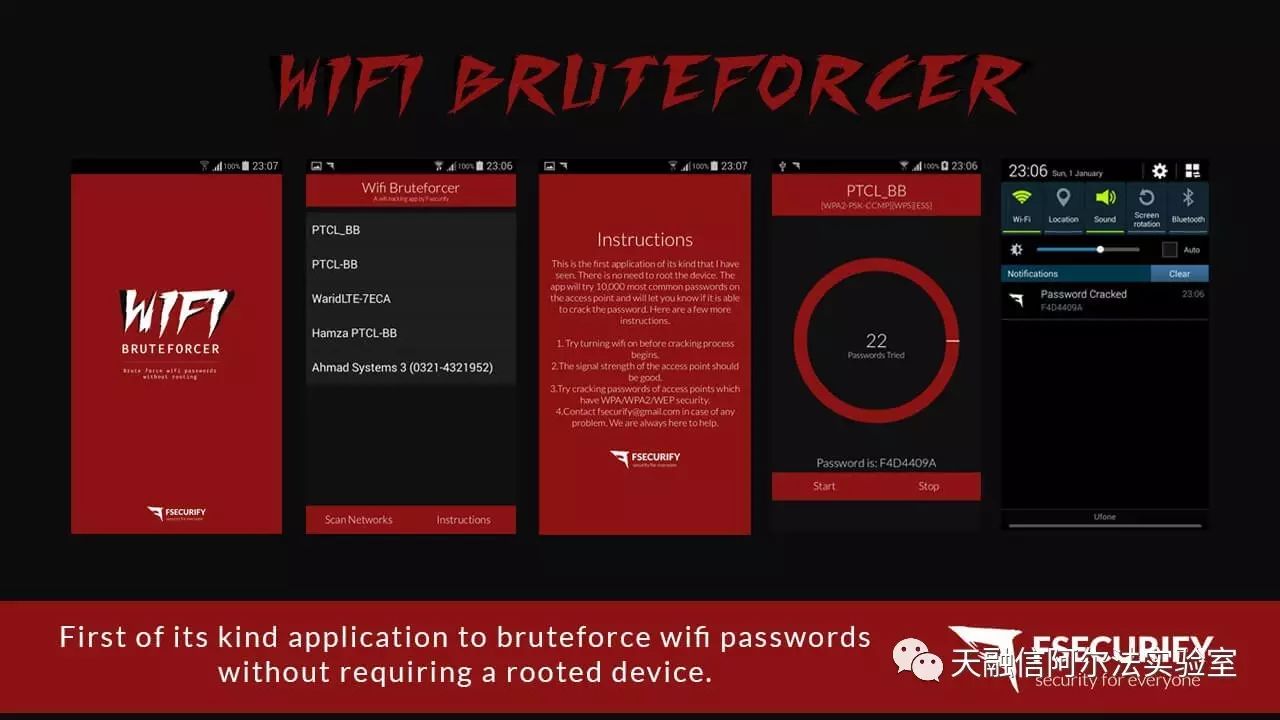 WIFI BRUTEFORCER
100% 23:07
WIFI
BRUTEFORCER
Brute force wifi passwords
without rooting
FSECURIFY
security for everyone
100% 23:06
Wifi Bruteforcer
A wifi hacking app by Fsecurify
PTCL_BB
PTCL-BB
WaridLTE-7ECA
Hamza PTCL-BB
Ahmad Systems 3 (0321-4321952)
Scan Networks
Instructions
100% 23:07
Instructions
This is the first application of its kind that I have
seen. There is no need to root the device. The
app will try 10,000 most common passwords on
the access point and will let you know if it is able
to crack the password. Here are a few more
instructions.
1. Try turning wifi on before cracking process
begins.
2.The signal strength of the access point should
be good.
3.Try cracking passwords of access points which
have WPA/WPA2/WEP security.
4.Contact fsecurify@gmail.com in case of any
problem. We are always here to help.
FSECURIFY
security for everyone
100% 23:06
PTCL_BB
[WPA2-PSK-CCMP][WPS][ESS]
22
Passwords Tried
Password is: F4D4409A
Start
Stop
23:06 Sun, 1 January
Wi-Fi
Location
Sound
Screen
rotation
Bluetooth
Auto
Notifications
Clear
Password Cracked
23:06
F4D4409A
Ufone
First of its kind application to bruteforce wifi passwords
without requiring a rooted device.
FSECURIFY
security for everyone
天融信阿尔法实验室